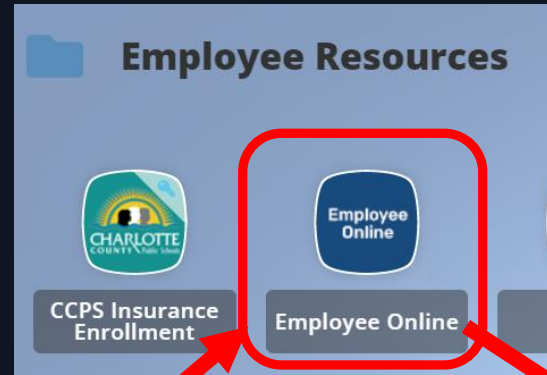 Employee Resources
CHARLOTTE
COUNTY Public Schools
Employee
Online
CCPS Insurance
Enrollment
Employee Online